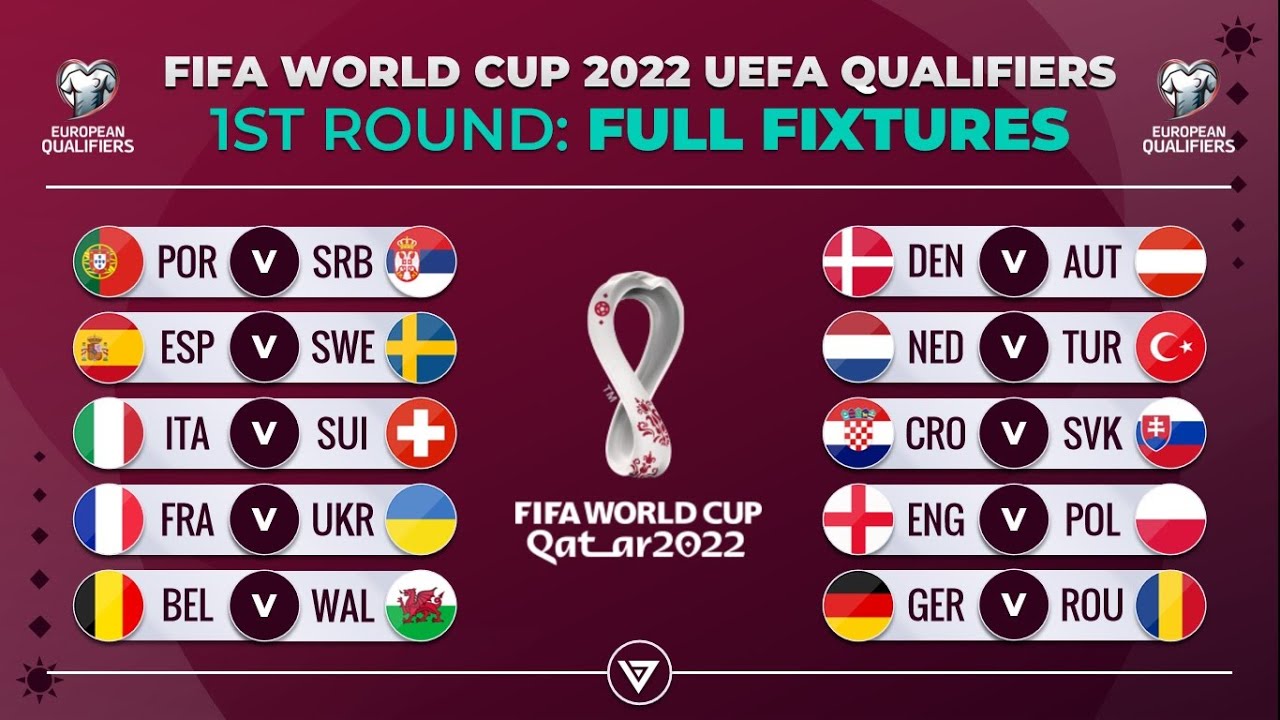 FIFA WORLD CUP 2022 UEFA QUALIFIERS
1ST ROUND: FULL FIXTURES
EUROPEAN
QUALIFIERS
EUROPEAN
QUALIFIERS
POR V SRB
ESP V SWE
ITA V SUI
FRA V UKR
BEL V WAL
TM
FIFA WORLD CUP
Qatar2022
DEN V AUT
NED V TUR
CRO V SVK
ENG V POL
GER V ROU